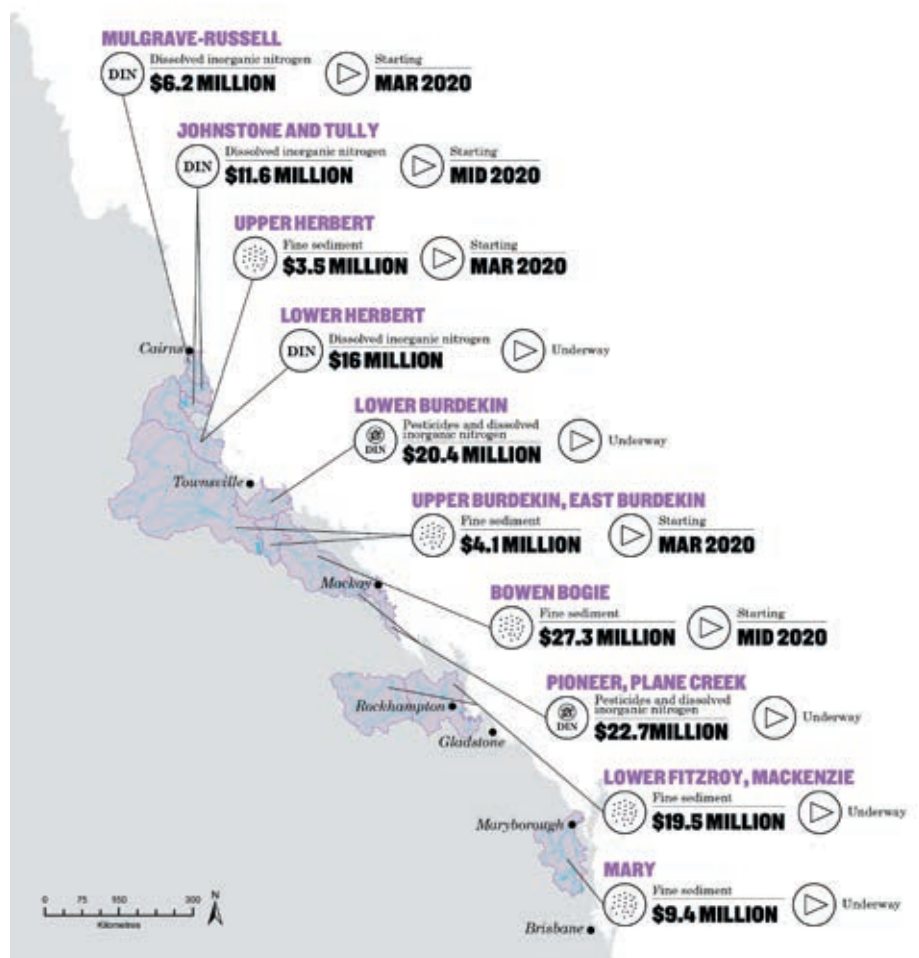 MULGRAVE-RUSSELL
DIN
Dissolved inorganic nitrogen
$6.2 MILLION
Starting
MAR 2020
JOHNSTONE AND TULLY
DIN
Dissolved inorganic nitrogen
$11.6 MILLION
Starting
MID 2020
UPPER HERBERT
Fine sediment
$3.5 MILLION
Starting
MAR 2020
LOWER HERBERT
DIN
Dissolved inorganic nitrogen
$16 MILLION
Underway
Cairns
LOWER BURDEKIN
DIN
Pesticides and dissolved
inorganic nitrogen
$20.4 MILLION
Underway
Townsville
UPPER BURDEKIN, EAST BURDEKIN
Fine sediment
$4.1 MILLION
Starting
MAR 2020
Mackay
BOWEN BOGIE
Fine sediment
$27.3 MILLION
Starting
MID 2020
PIONEER, PLANE CREEK
DIN
Pesticides and dissolved
inorganic nitrogen
$22.7MILLION
Underway
Rockhampton
Gladstone
LOWER FITZROY, MACKENZIE
Fine sediment
$19.5 MILLION
Underway
Maryborough
MARY
Fine sediment
$9.4 MILLION
Underway
Brisbane
0 75 150 300
Kilometres
N